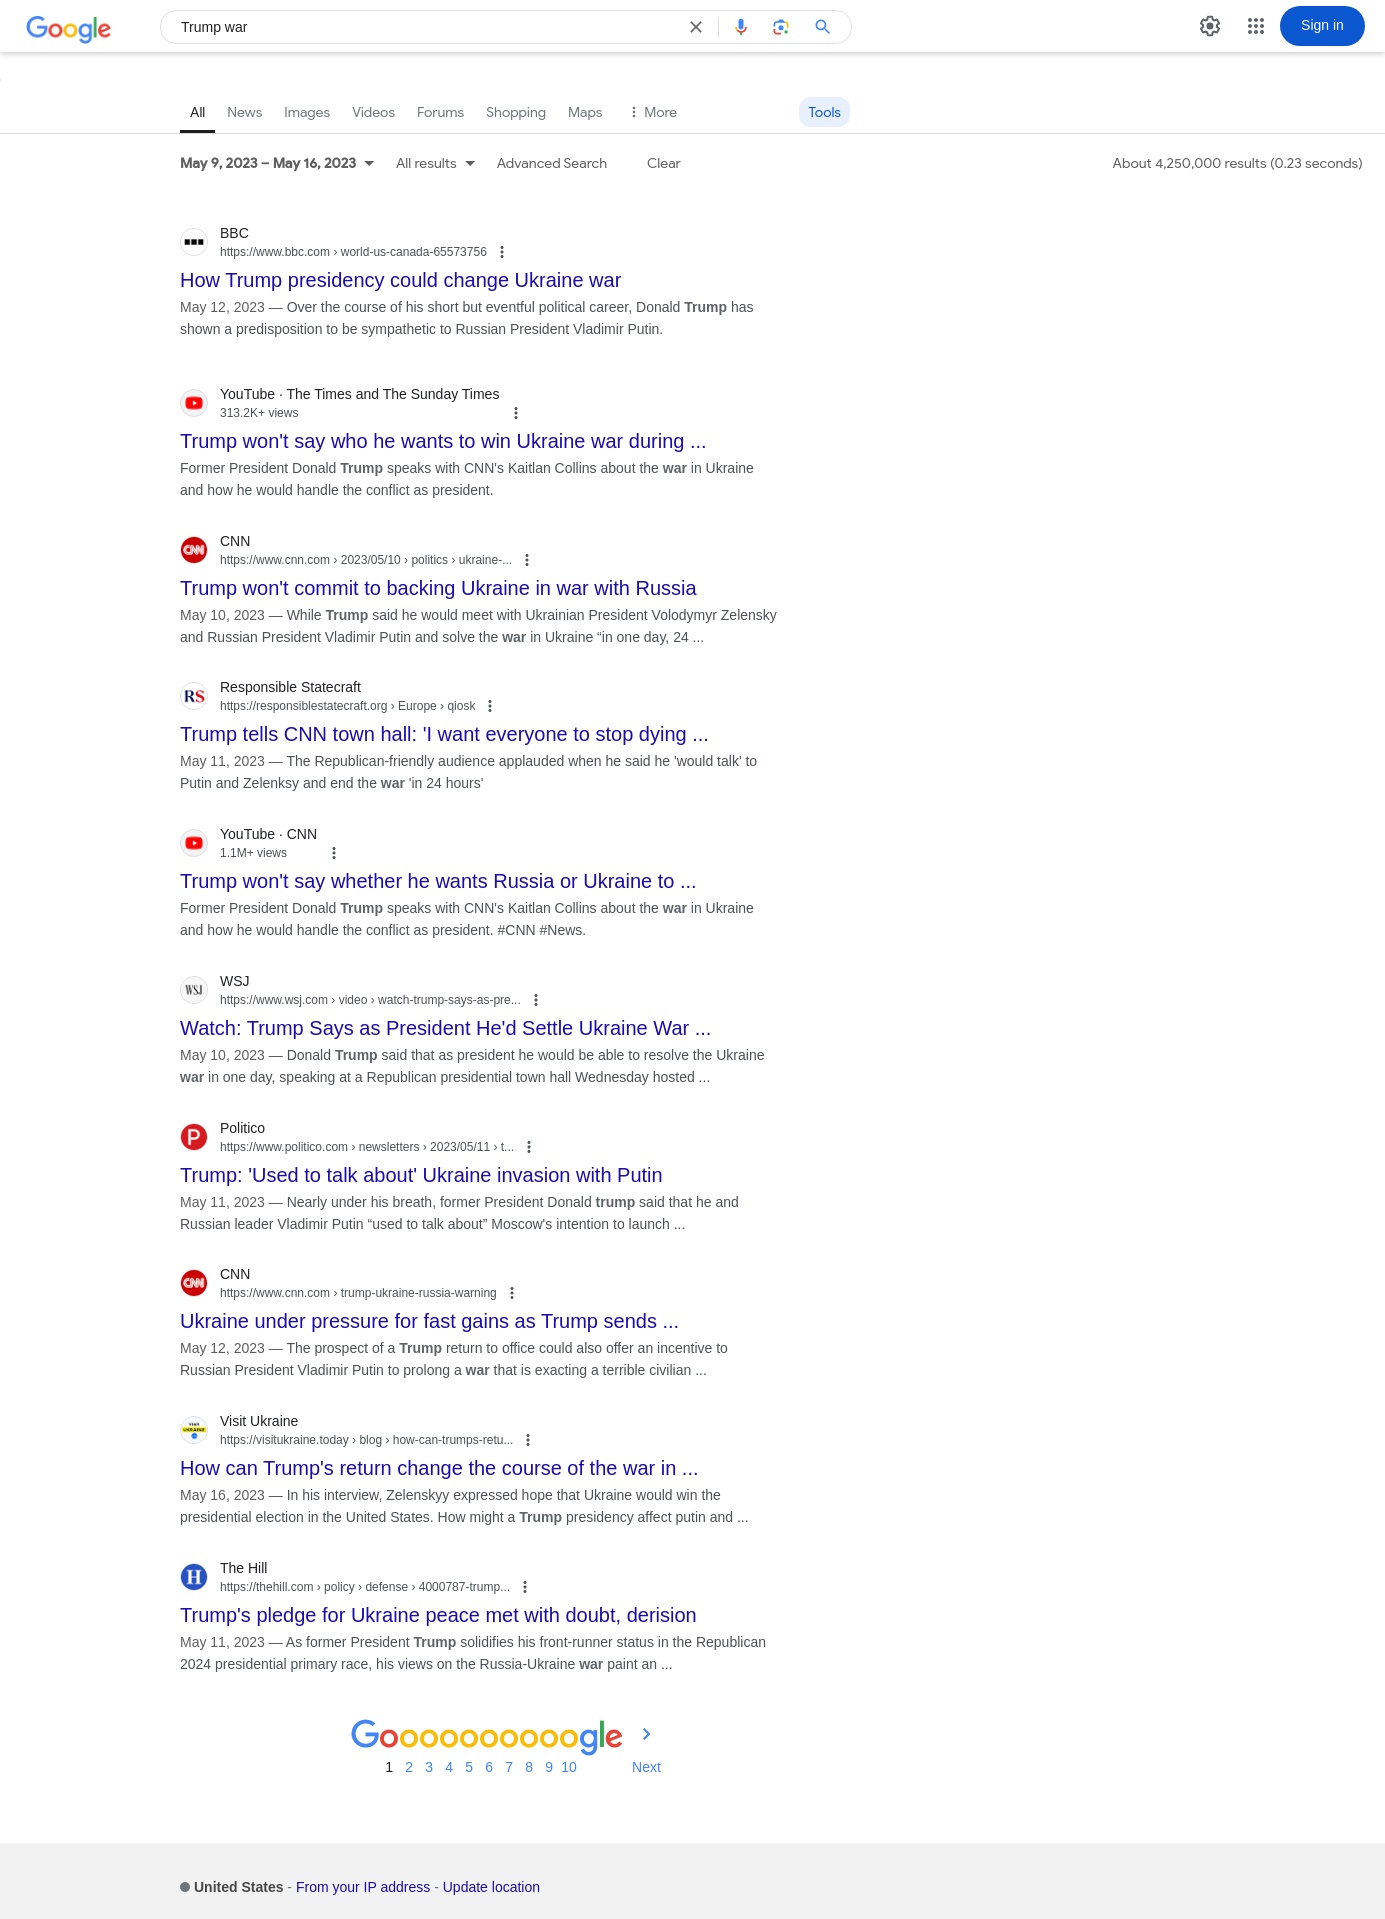 Google
Trump war
Sign in
All News Images Videos Forums Shopping Maps More Tools
May 9, 2023 – May 16, 2023 All results Advanced Search Clear About 4,250,000 results (0.23 seconds)
BBC
https://www.bbc.com › world-us-canada-65573756
How Trump presidency could change Ukraine war
May 12, 2023 — Over the course of his short but eventful political career, Donald Trump has
shown a predisposition to be sympathetic to Russian President Vladimir Putin.
YouTube · The Times and The Sunday Times
313.2K+ views
Trump won't say who he wants to win Ukraine war during ...
Former President Donald Trump speaks with CNN's Kaitlan Collins about the war in Ukraine
and how he would handle the conflict as president.
CNN
CNN
https://www.cnn.com › 2023/05/10 › politics › ukraine-...
Trump won't commit to backing Ukraine in war with Russia
May 10, 2023 — While Trump said he would meet with Ukrainian President Volodymyr Zelensky
and Russian President Vladimir Putin and solve the war in Ukraine “in one day, 24 ...
RS
Responsible Statecraft
https://responsiblestatecraft.org › Europe › qiosk
Trump tells CNN town hall: 'I want everyone to stop dying ...
May 11, 2023 — The Republican-friendly audience applauded when he said he 'would talk' to
Putin and Zelenksy and end the war 'in 24 hours'
YouTube · CNN
1.1M+ views
Trump won't say whether he wants Russia or Ukraine to ...
Former President Donald Trump speaks with CNN's Kaitlan Collins about the war in Ukraine
and how he would handle the conflict as president. #CNN #News.
WSJ
WSJ
https://www.wsj.com › video › watch-trump-says-as-pre...
Watch: Trump Says as President He'd Settle Ukraine War ...
May 10, 2023 — Donald Trump said that as president he would be able to resolve the Ukraine
war in one day, speaking at a Republican presidential town hall Wednesday hosted ...
P
Politico
https://www.politico.com › newsletters › 2023/05/11 › t...
Trump: 'Used to talk about' Ukraine invasion with Putin
May 11, 2023 — Nearly under his breath, former President Donald trump said that he and
Russian leader Vladimir Putin “used to talk about” Moscow's intention to launch ...
CNN
CNN
https://www.cnn.com › trump-ukraine-russia-warning
Ukraine under pressure for fast gains as Trump sends ...
May 12, 2023 — The prospect of a Trump return to office could also offer an incentive to
Russian President Vladimir Putin to prolong a war that is exacting a terrible civilian ...
Visit
UKRAINE
Visit Ukraine
https://visitukraine.today › blog › how-can-trumps-retu...
How can Trump's return change the course of the war in ...
May 16, 2023 — In his interview, Zelenskyy expressed hope that Ukraine would win the
presidential election in the United States. How might a Trump presidency affect putin and ...
H
The Hill
https://thehill.com › policy › defense › 4000787-trump...
Trump's pledge for Ukraine peace met with doubt, derision
May 11, 2023 — As former President Trump solidifies his front-runner status in the Republican
2024 presidential primary race, his views on the Russia-Ukraine war paint an ...
Goooooooooogle
1 2 3 4 5 6 7 8 9 10 Next
United States - From your IP address - Update location